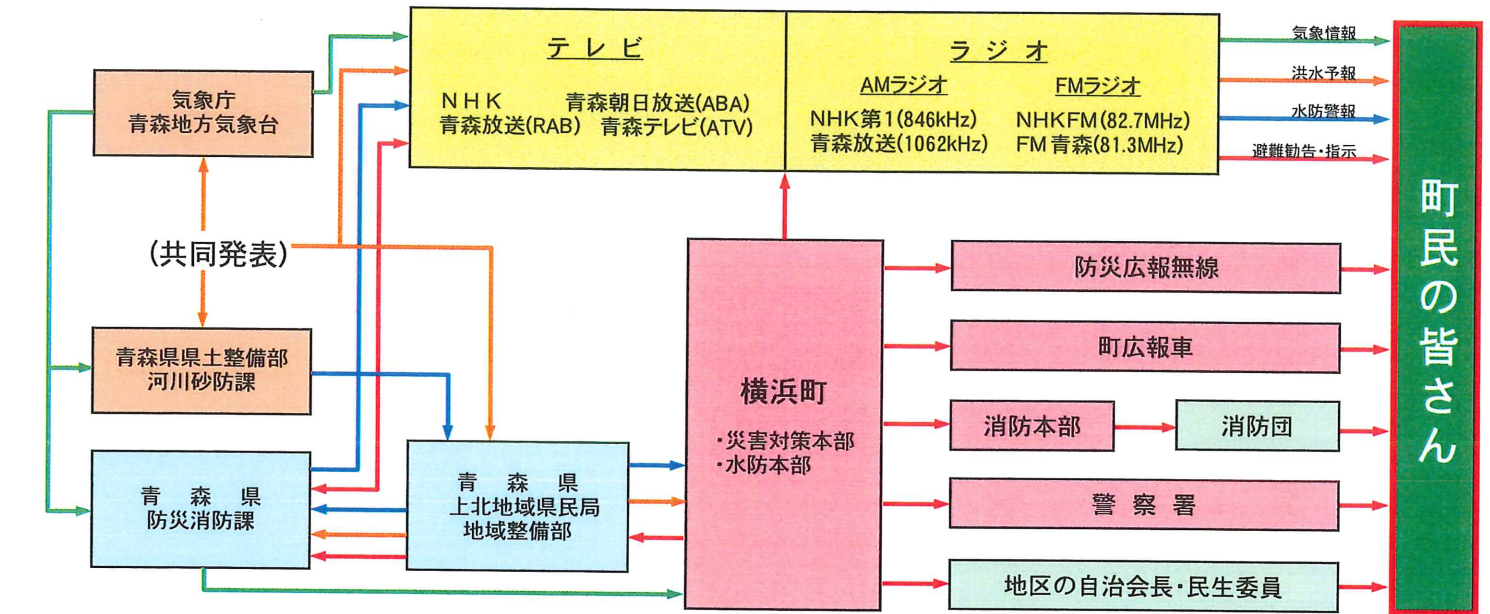 テレビ
NHK 青森朝日放送(ABA)
青森放送(RAB) 青森テレビ(ATV)
ラジオ
AMラジオ FMラジオ
NHK第1(846kHz) NHKFM(82.7MHz)
青森放送(1062kHz) FM青森(81.3MHz)
気象情報
洪水予報
水防警報
避難勧告・指示
気象庁
青森地方気象台
(共同発表)
青森県県土整備部
河川砂防課
青森県
防災消防課
青森県
上北地域県民局
地域整備部
横浜町
・災害対策本部
・水防本部
防災広報無線
町広報車
消防本部
消防団
警察署
地区の自治会長・民生委員
町民の皆さん